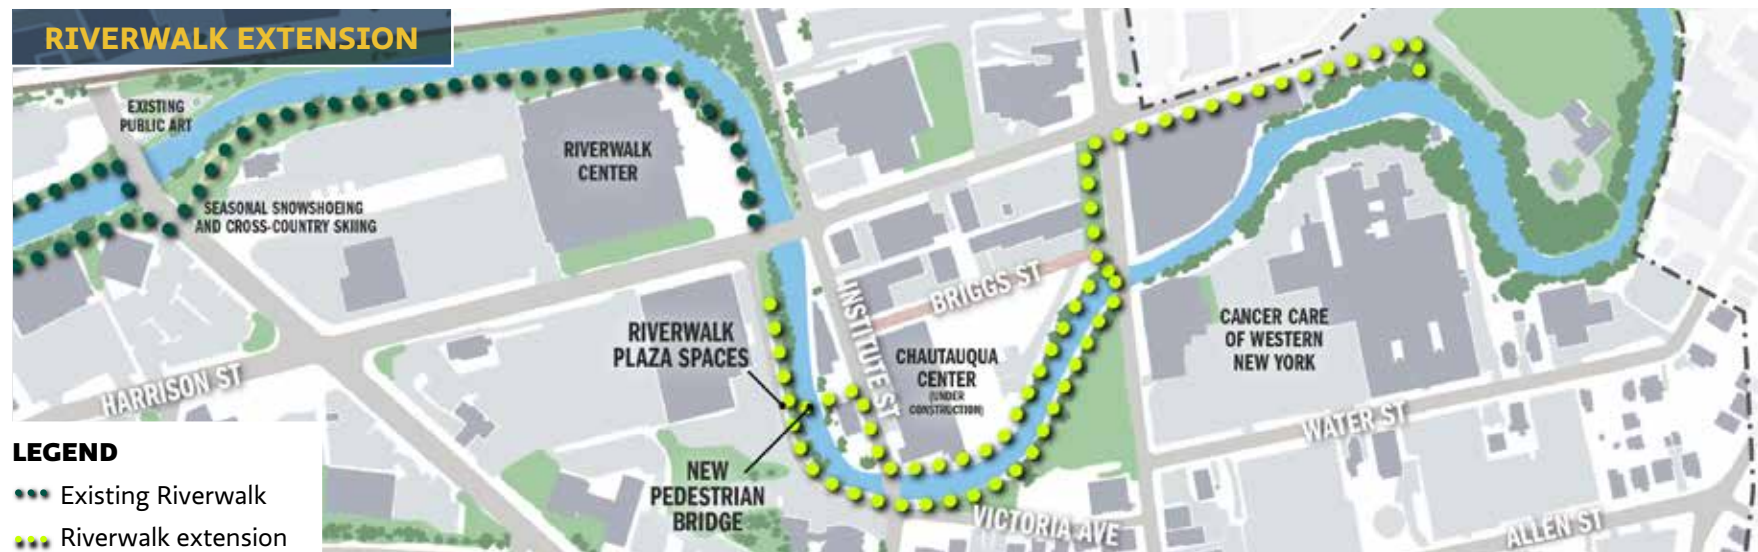 RIVERWALK EXTENSION
EXISTING
PUBLIC ART
RIVERWALK
CENTER
SEASONAL SNOWSHOEING
AND CROSS-COUNTRY SKIING
BRIGGS ST
INSTITUTE ST
RIVERWALK
PLAZA SPACES
CHAUTAUQUA
CENTER
(UNDER
CONSTRUCTION)
CANCER CARE
OF WESTERN
NEW YORK
HARRISON ST
WATER ST
NEW
PEDESTRIAN
BRIDGE
VICTORIA AVE
ALLEN ST
LEGEND
Existing Riverwalk
Riverwalk extension